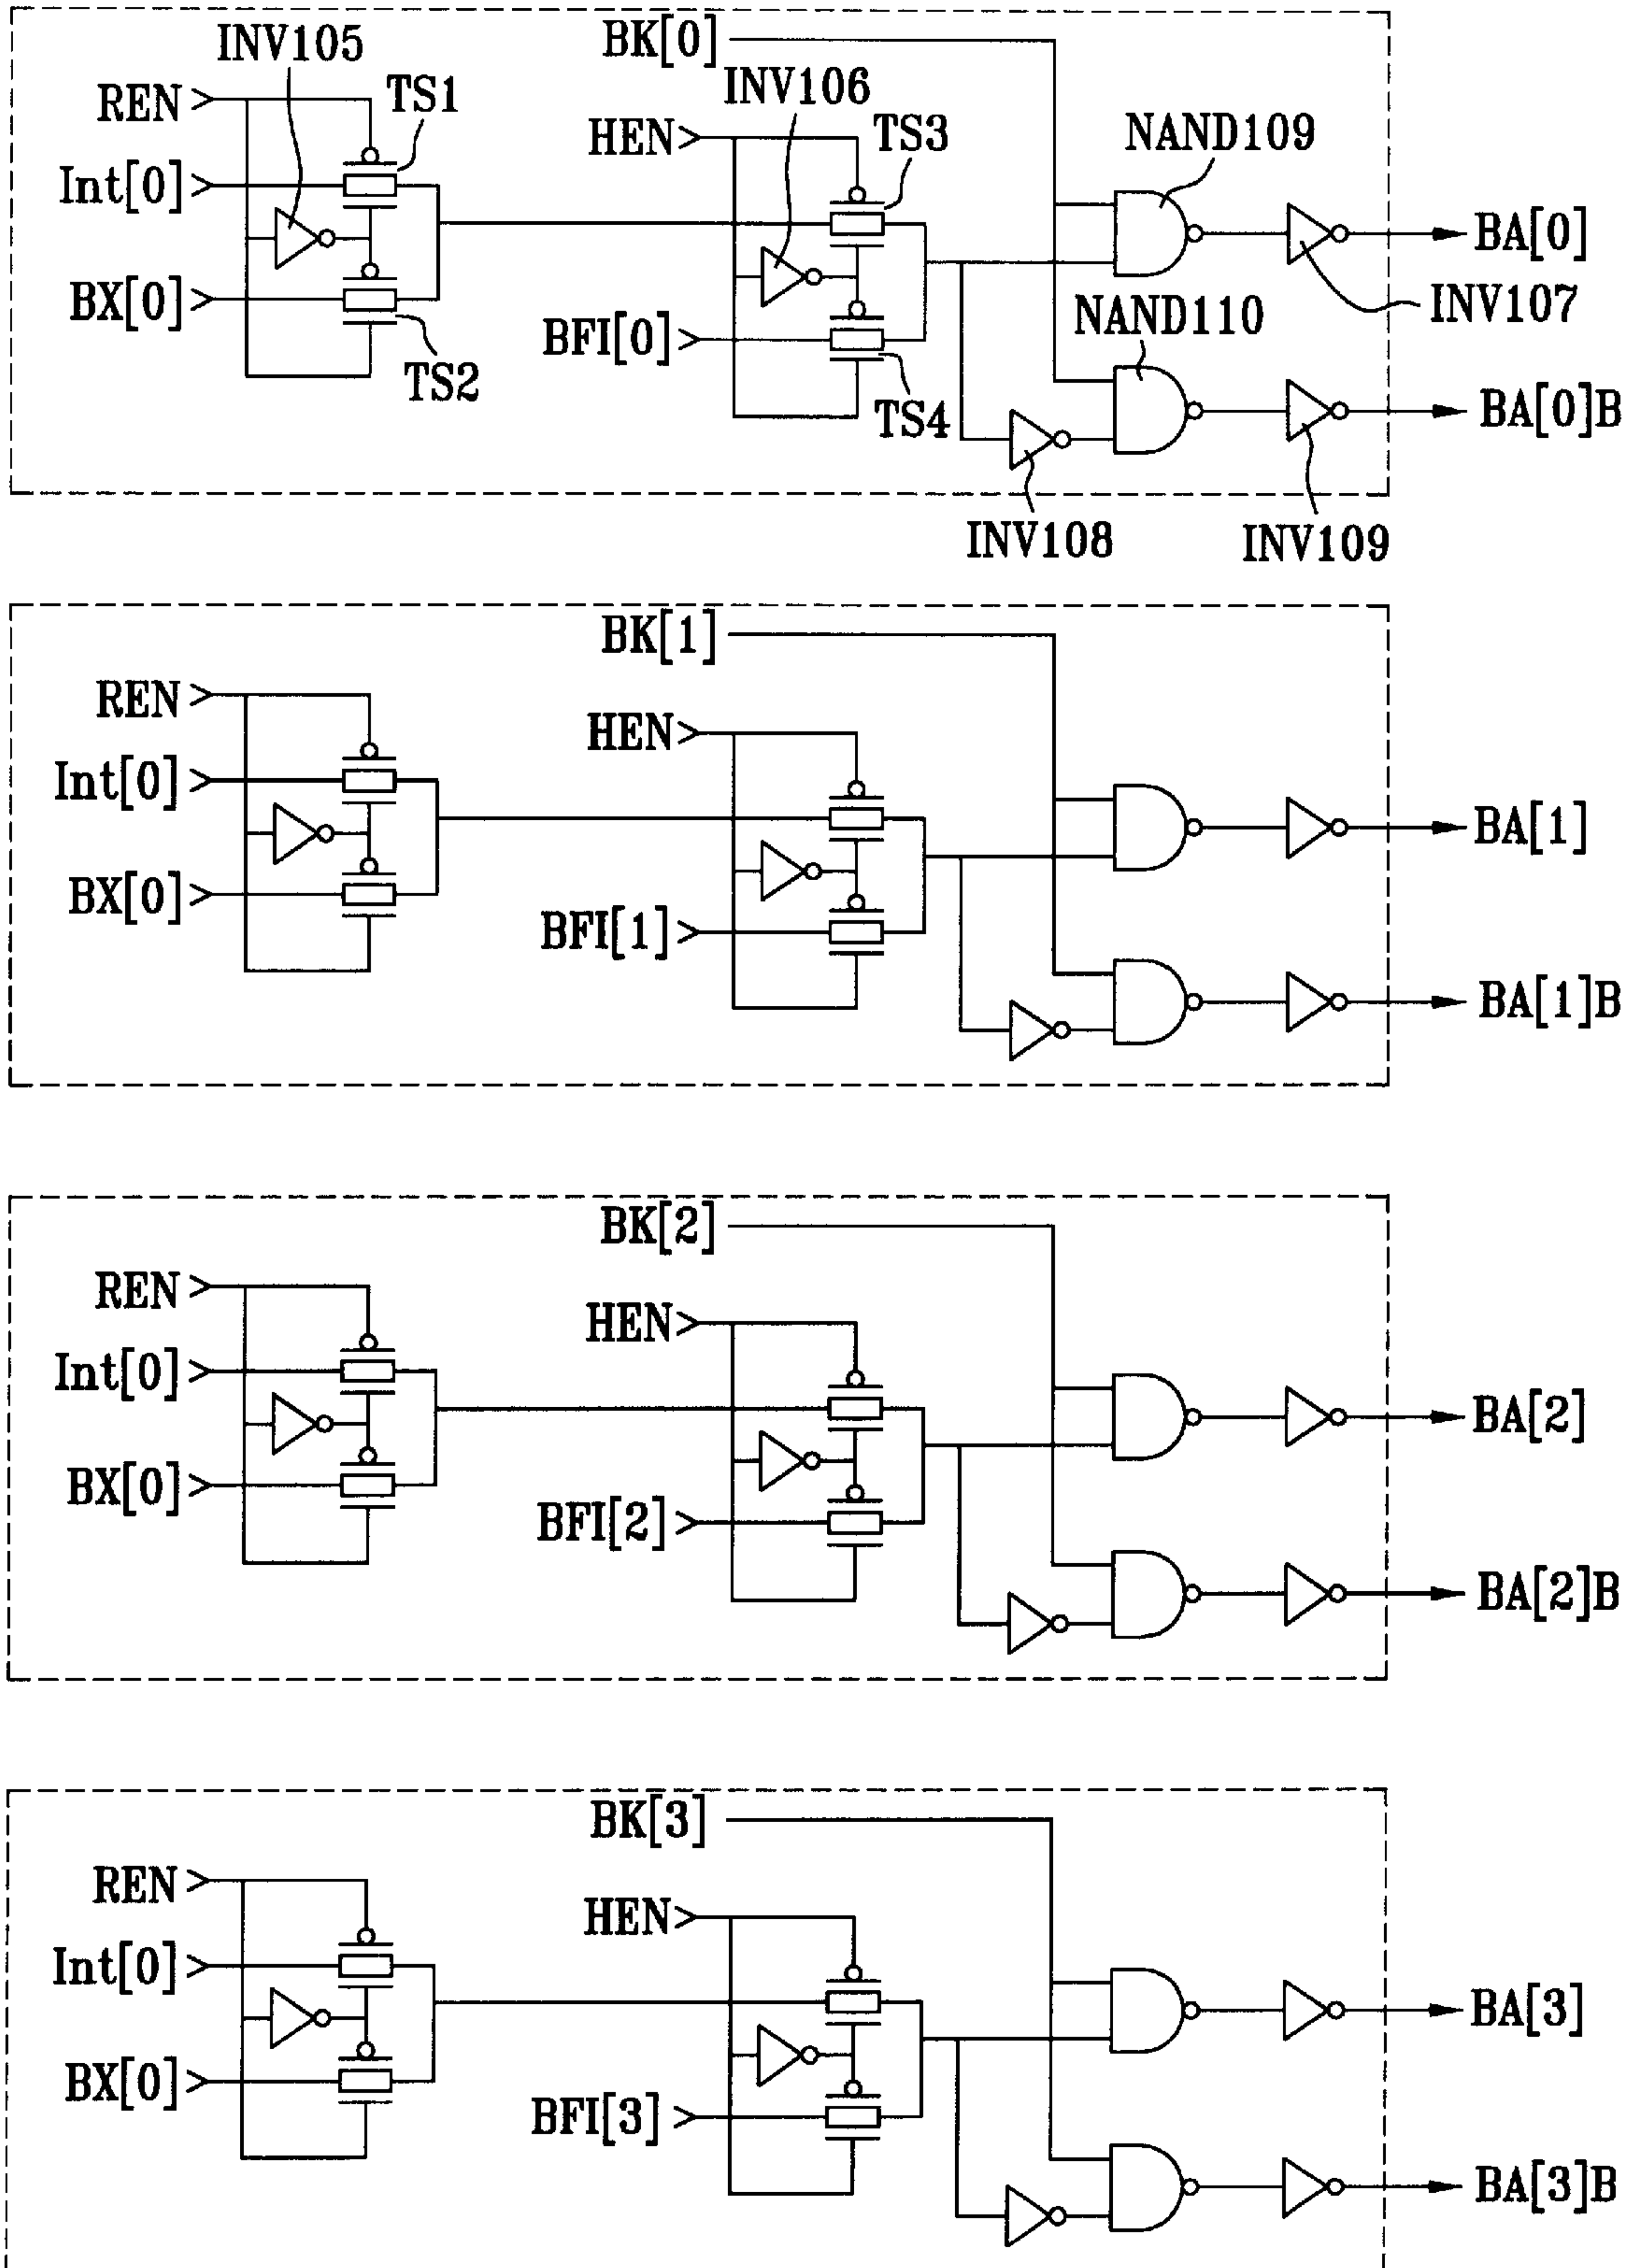 BK[0]
INV105
INV106
REN
TS1
HEN
TS3
NAND109
Int[0]
BA[0]
BX[0]
INV107
NAND110
BFI[0]
TS2
TS4
BA[0]B
INV108
INV109
BK[1]
REN
HEN
Int[0]
BA[1]
BX[0]
BFI[1]
BA[1]B
BK[2]
REN
HEN
Int[0]
BA[2]
BX[0]
BFI[2]
BA[2]B
BK[3]
REN
HEN
Int[0]
BA[3]
BX[0]
BFI[3]
BA[3]B